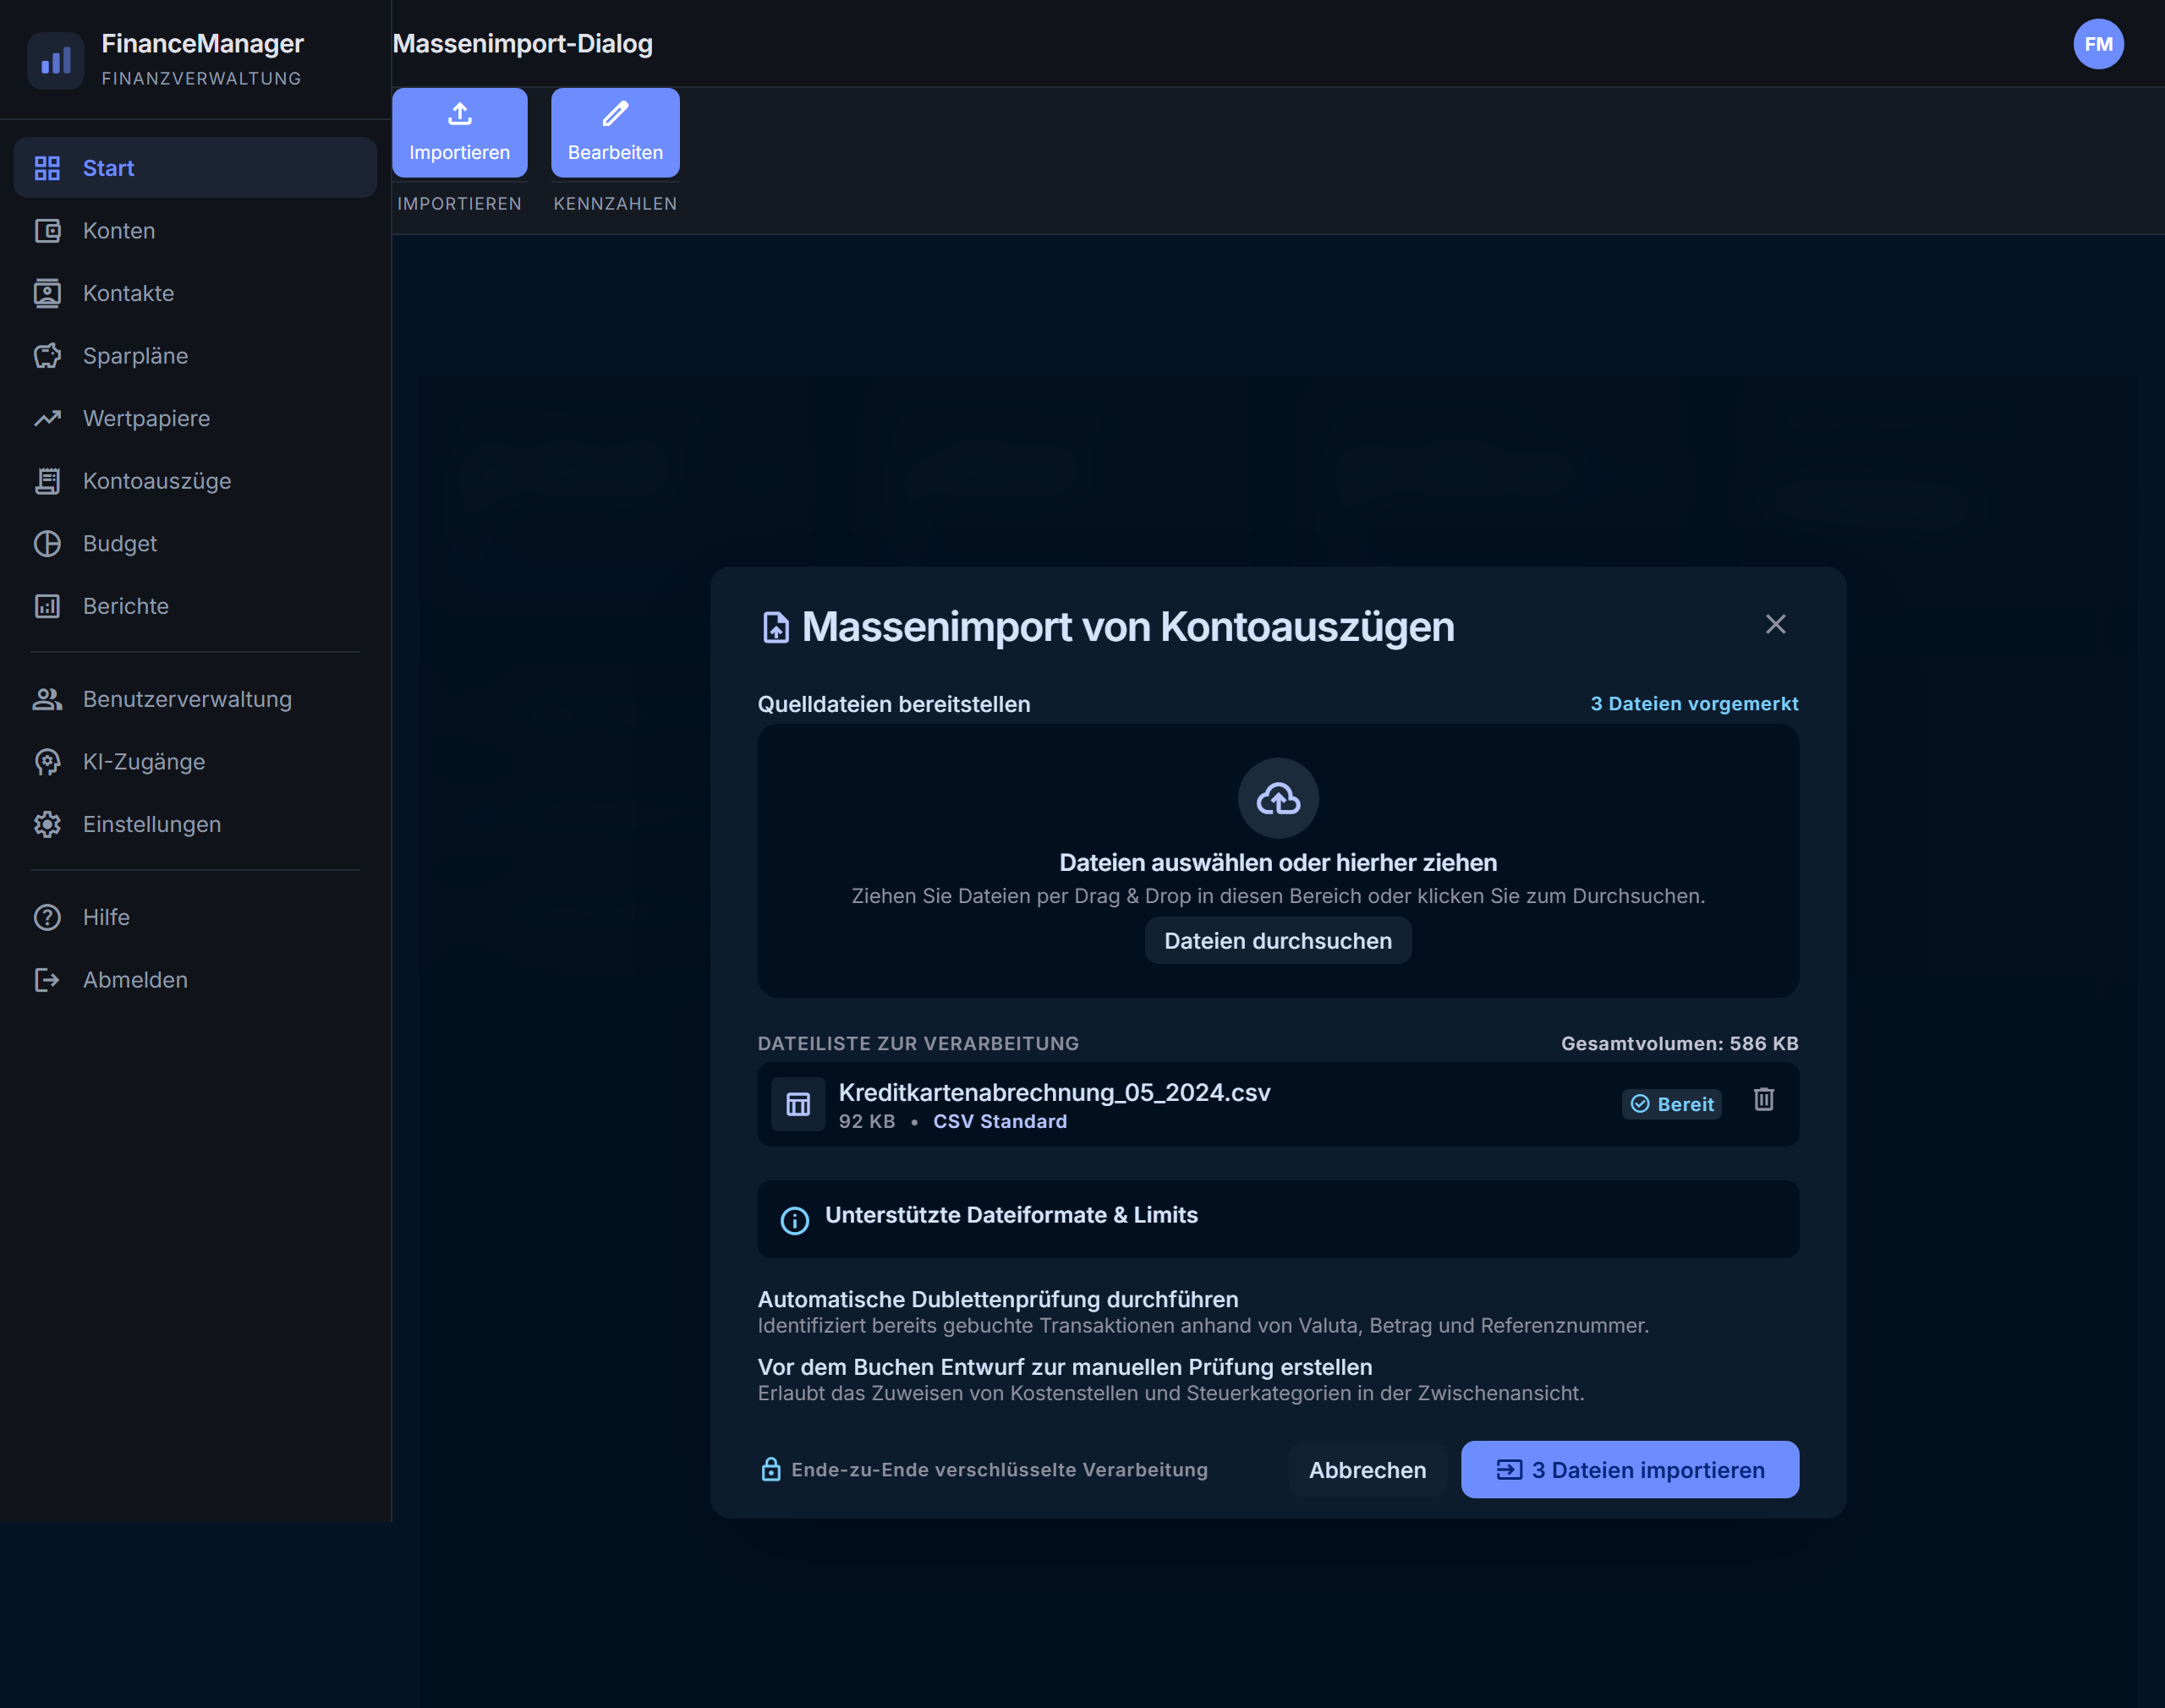 FinanceManager
FINANZVERWALTUNG
Start
Konten
Kontakte
Sparpläne
Wertpapiere
Kontoauszüge
Budget
Berichte
Benutzerverwaltung
KI-Zugänge
Einstellungen
Hilfe
Abmelden
Massenimport-Dialog
FM
Importieren
Bearbeiten
IMPORTIEREN
KENNZAHLEN
Massenimport von Kontoauszügen
Quelldateien bereitstellen
3 Dateien vorgemerkt
Dateien auswählen oder hierher ziehen
Ziehen Sie Dateien per Drag & Drop in diesen Bereich oder klicken Sie zum Durchsuchen.
Dateien durchsuchen
DATEILISTE ZUR VERARBEITUNG
Gesamtvolumen: 586 KB
Kreditkartenabrechnung_05_2024.csv
92 KB • CSV Standard
Bereit
Unterstützte Dateiformate & Limits
Automatische Dublettenprüfung durchführen
Identifiziert bereits gebuchte Transaktionen anhand von Valuta, Betrag und Referenznummer.
Vor dem Buchen Entwurf zur manuellen Prüfung erstellen
Erlaubt das Zuweisen von Kostenstellen und Steuerkategorien in der Zwischenansicht.
Ende-zu-Ende verschlüsselte Verarbeitung
Abbrechen
3 Dateien importieren